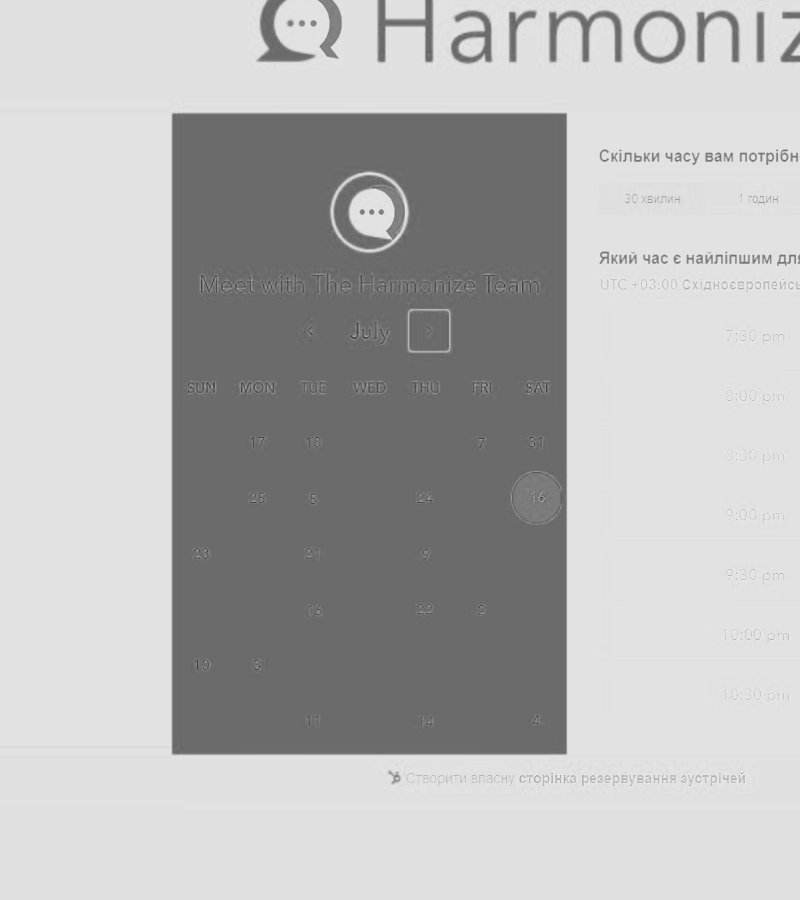 Harmoniz
Meet with The Harmonize Team
July
SUN MON TUE WED THU FRI SAT
17 18 7 31
25 5 24 16
23 21 9
16 22 2
10 3
11 14 4
Скільки часу вам потрібн
30 хвилин 1 годин
Який час є найліпшим для
UTC +03:00 Східноєвропейсь
7:30 pm
8:00 pm
8:30 pm
9:00 pm
9:30 pm
10:00 pm
10:30 pm
Створити власну сторінка резервування зустрічей